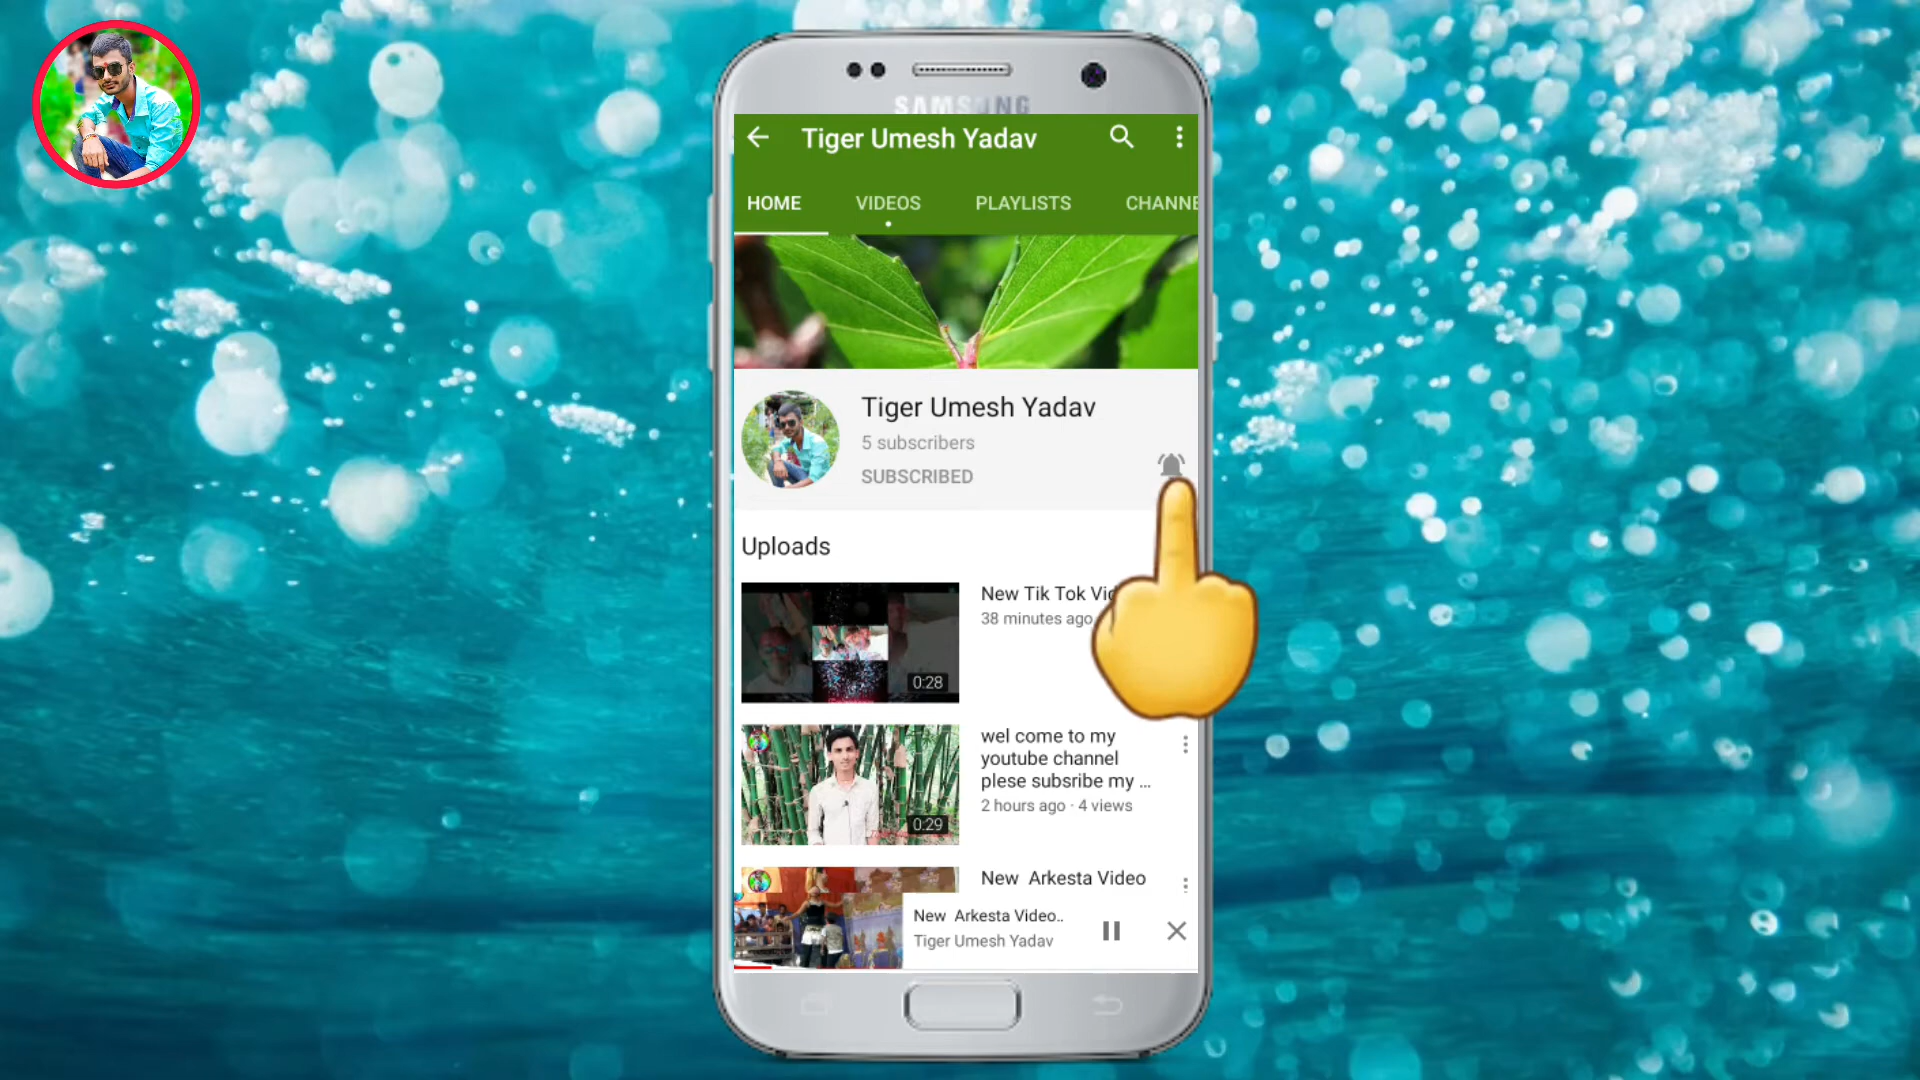 SAMSUNG
Tiger Umesh Yadav
HOME VIDEOS PLAYLISTS CHANNE
Tiger Umesh Yadav
5 subscribers
SUBSCRIBED
Uploads
New Tik Tok Vid
38 minutes ago
0:28
wel come to my
youtube channel
plese subsribe my ...
2 hours ago · 4 views
0:29
New Arkesta Video
New Arkesta Video..
Tiger Umesh Yadav